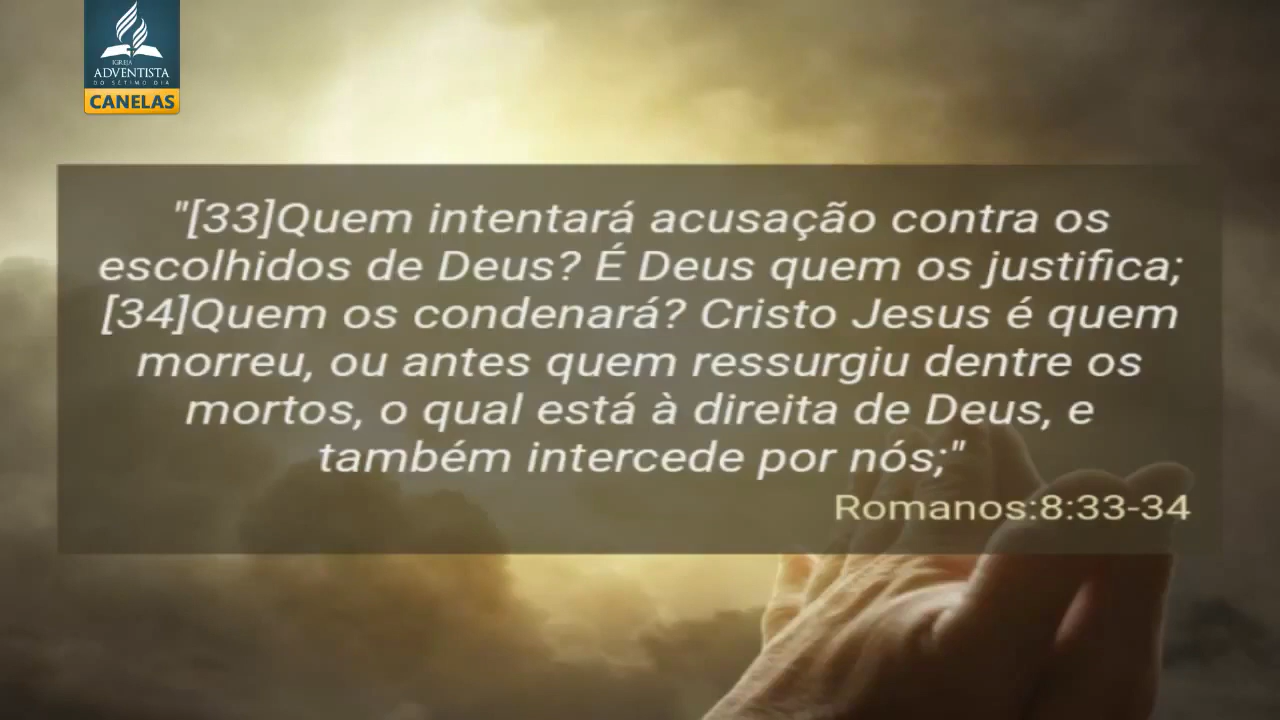 IGREJA
ADVENTISTA
DO SÉTIMO DIA
CANELAS
"[33]Quem intentará acusação contra os
escolhidos de Deus? É Deus quem os justifica;
[34]Quem os condenará? Cristo Jesus é quem
morreu, ou antes quem ressurgiu dentre os
mortos, o qual está à direita de Deus, e
também intercede por nós;"
Romanos:8:33-34